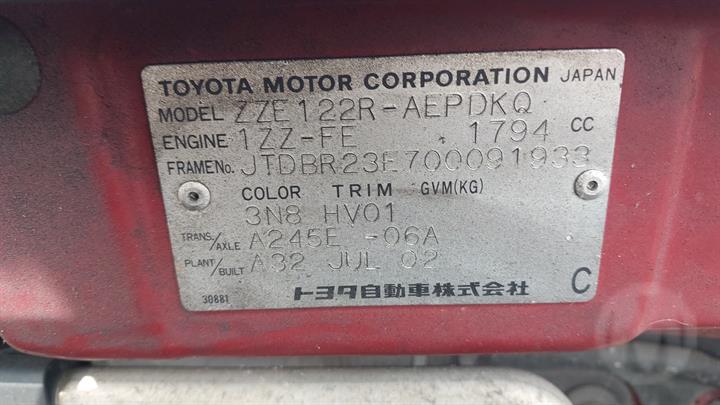 TOYOTA MOTOR CORPORATION JAPAN
MODEL ZZE122R-AEPDKQ
ENGINE 1ZZ-FE 1794 CC
FRAMENo. JTDBR23E700091933
COLOR TRIM GVM(KG)
3N8 HV01
TRANS/AXLE A245E -06A
PLANT/BUILT A32 JUL 02
30881 トヨタ自動車株式会社 C